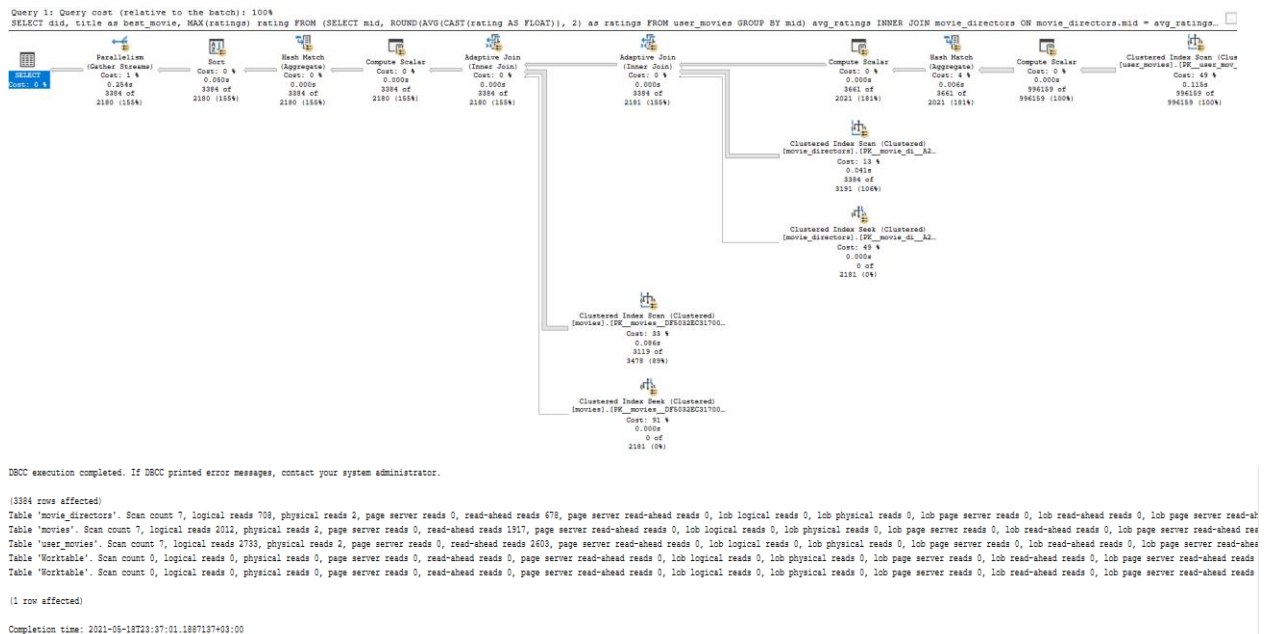 Query 1: Query cost (relative to the batch): 100%
SELECT did, title as best_movie, MAX(ratings) rating FROM (SELECT mid, ROUND(AVG(CAST(rating AS FLOAT)), 2) as ratings FROM user_movies GROUP BY mid) avg_ratings INNER JOIN movie_directors ON movie_directors.mid = avg_ratings…
SELECT
Cost: 0 %
Parallelism
(Gather Streams)
Cost: 1 %
0.254s
3384 of
2180 (155%)
Sort
Cost: 0 %
0.050s
3384 of
2180 (155%)
Hash Match
(Aggregate)
Cost: 0 %
0.000s
3384 of
2180 (155%)
Compute Scalar
Cost: 0 %
0.000s
3384 of
2180 (155%)
Adaptive Join
(Inner Join)
Cost: 0 %
0.000s
3384 of
2180 (155%)
Adaptive Join
(Inner Join)
Cost: 0 %
0.000s
3384 of
2181 (155%)
Compute Scalar
Cost: 0 %
0.000s
3661 of
2021 (181%)
Hash Match
(Aggregate)
Cost: 4 %
0.006s
3661 of
2021 (181%)
Compute Scalar
Cost: 0 %
0.000s
996159 of
996159 (100%)
Clustered Index Scan (Clus
[user_movies].[PK__user_mov_
Cost: 49 %
0.115s
996159 of
996159 (100%)
Clustered Index Scan (Clustered)
[movie_directors].[PK__movie_di__A2…
Cost: 13 %
0.041s
3384 of
3191 (106%)
Clustered Index Seek (Clustered)
[movie_directors].[PK__movie_di__A2…
Cost: 49 %
0.000s
0 of
2181 (0%)
Clustered Index Scan (Clustered)
[movies].[PK__movies__DF5032EC31700…
Cost: 33 %
0.086s
3119 of
3478 (89%)
Clustered Index Seek (Clustered)
[movies].[PK__movies__DF5032EC31700…
Cost: 91 %
0.000s
0 of
2181 (0%)
DBCC execution completed. If DBCC printed error messages, contact your system administrator.
(3384 rows affected)
Table 'movie_directors'. Scan count 7, logical reads 708, physical reads 2, page server reads 0, read-ahead reads 678, page server read-ahead reads 0, lob logical reads 0, lob physical reads 0, lob page server reads 0, lob read-ahead reads 0, lob page server read-ah
Table 'movies'. Scan count 7, logical reads 2012, physical reads 2, page server reads 0, read-ahead reads 1917, page server read-ahead reads 0, lob logical reads 0, lob physical reads 0, lob page server reads 0, lob read-ahead reads 0, lob page server read-ahead rea
Table 'user_movies'. Scan count 7, logical reads 2733, physical reads 2, page server reads 0, read-ahead reads 2603, page server read-ahead reads 0, lob logical reads 0, lob physical reads 0, lob page server reads 0, lob read-ahead reads 0, lob page server read-ahea
Table 'Worktable'. Scan count 0, logical reads 0, physical reads 0, page server reads 0, read-ahead reads 0, page server read-ahead reads 0, lob logical reads 0, lob physical reads 0, lob page server reads 0, lob read-ahead reads 0, lob page server read-ahead reads
Table 'Worktable'. Scan count 0, logical reads 0, physical reads 0, page server reads 0, read-ahead reads 0, page server read-ahead reads 0, lob logical reads 0, lob physical reads 0, lob page server reads 0, lob read-ahead reads 0, lob page server read-ahead reads
(1 row affected)
Completion time: 2021-05-18T23:37:01.1887137+03:00